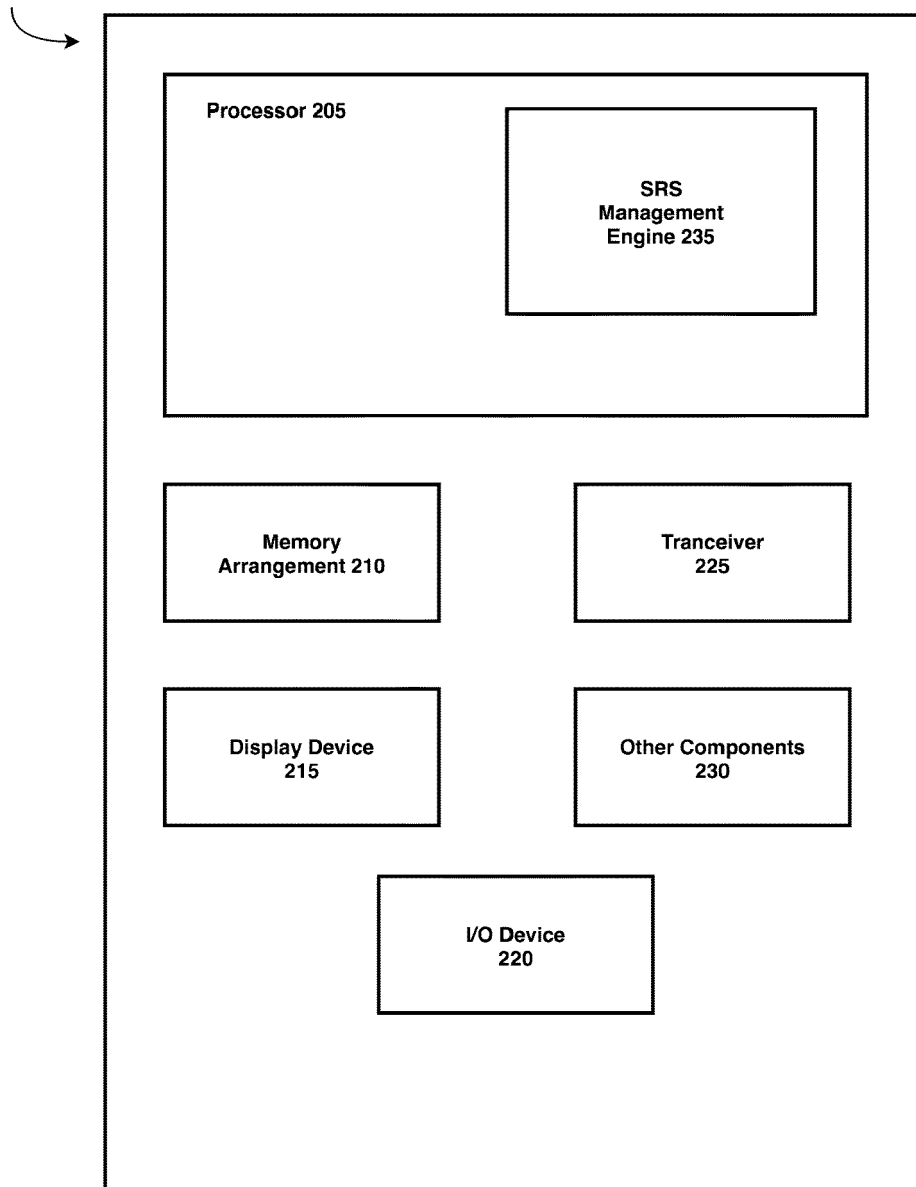 Processor 205
SRS
Management
Engine 235
Memory
Arrangement 210
Tranceiver
225
Display Device
215
Other Components
230
I/O Device
220